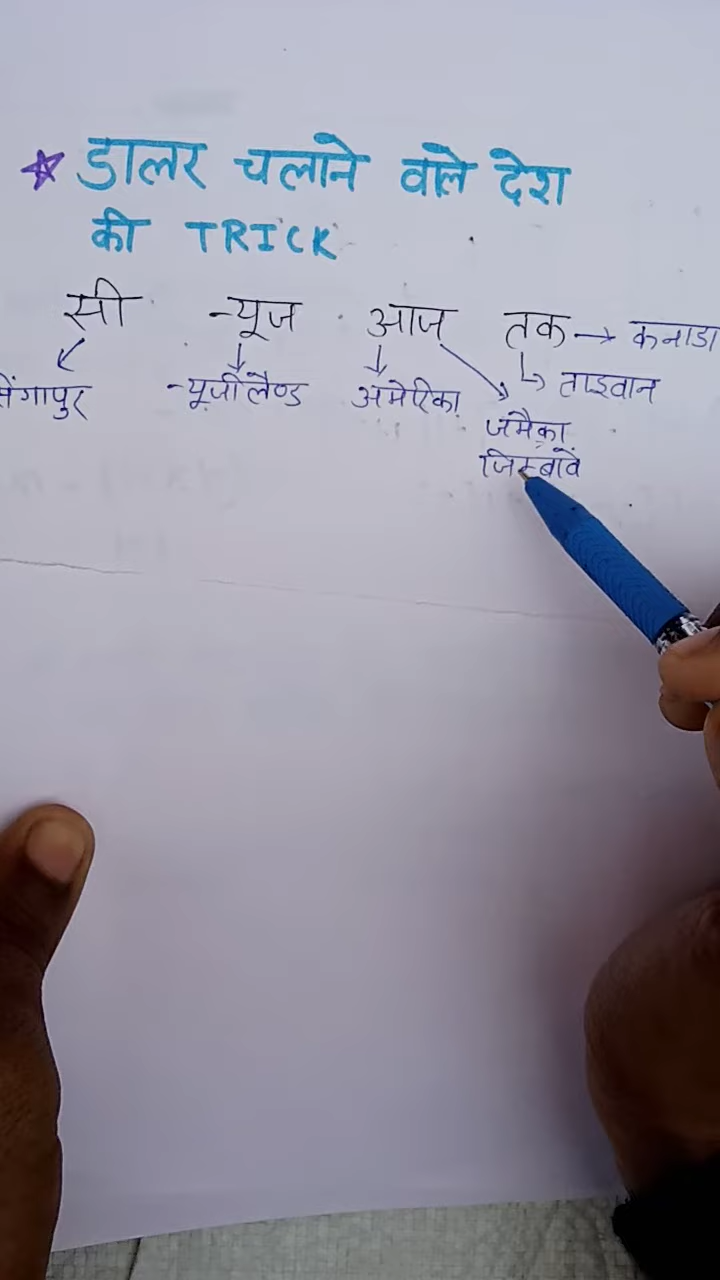 डालर चलाने वाले देश
की TRICK
सी न्यूज आज तक → कनाडा
सिंगापुर न्यूजीलैण्ड अमेरिका ताइवान
जमैका
जिम्बावे